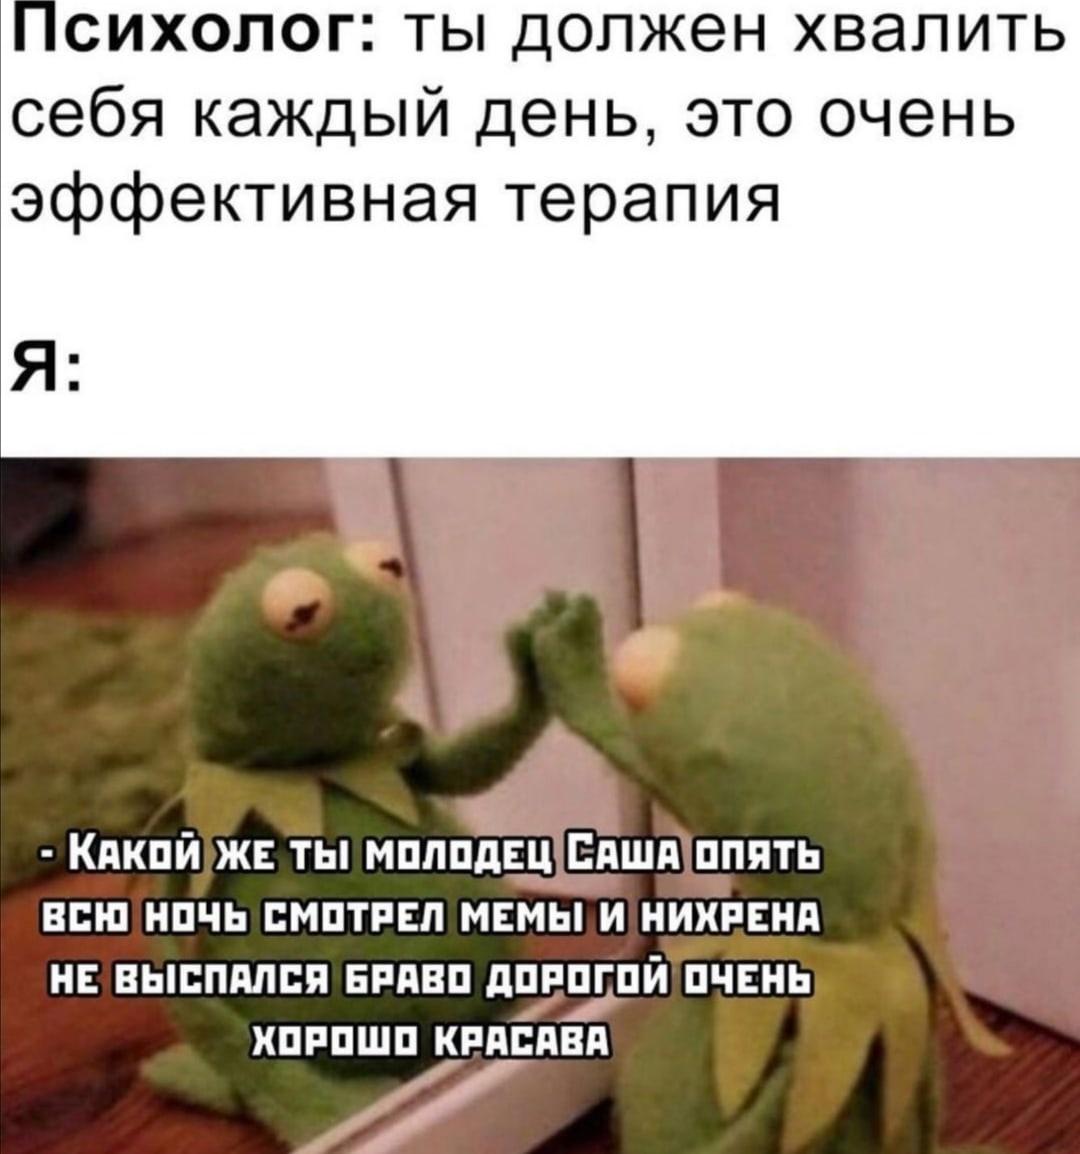 Психолог: ты должен хвалить
себя каждый день, это очень
эффективная терапия
Я:
- Какой же ты молодец Саша опять
всю ночь смотрел мемы и нихрена
не выспался браво дорогой очень
хорошо красава